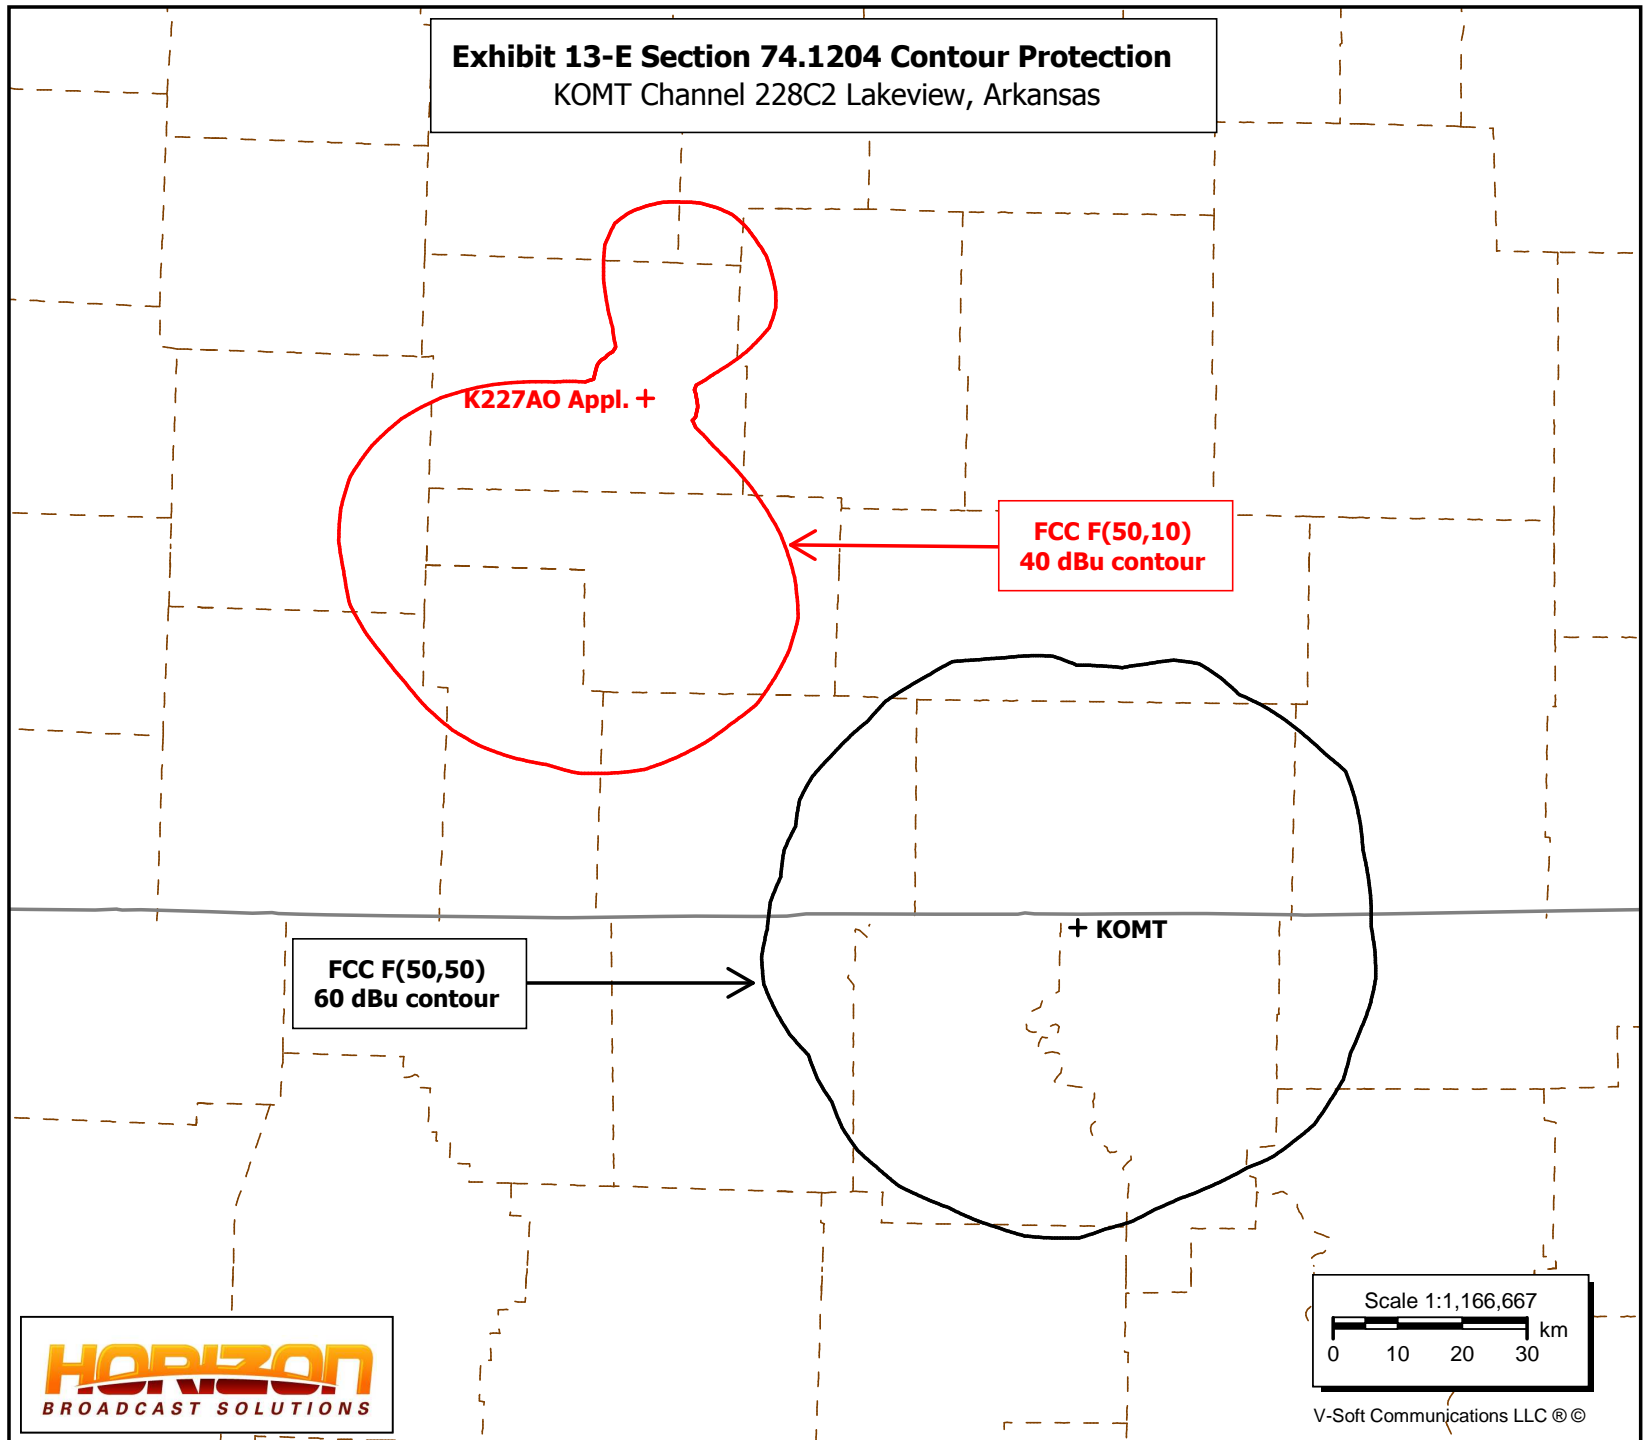 Exhibit 13-E Section 74.1204 Contour Protection
KOMT Channel 228C2 Lakeview, Arkansas
K227AO Appl.
FCC F(50,10)
40 dBu contour
KOMT
FCC F(50,50)
60 dBu contour
Scale 1:1,166,667
km
0 10 20 30
V-Soft Communications LLC ® ©
HORIZON
BROADCAST SOLUTIONS